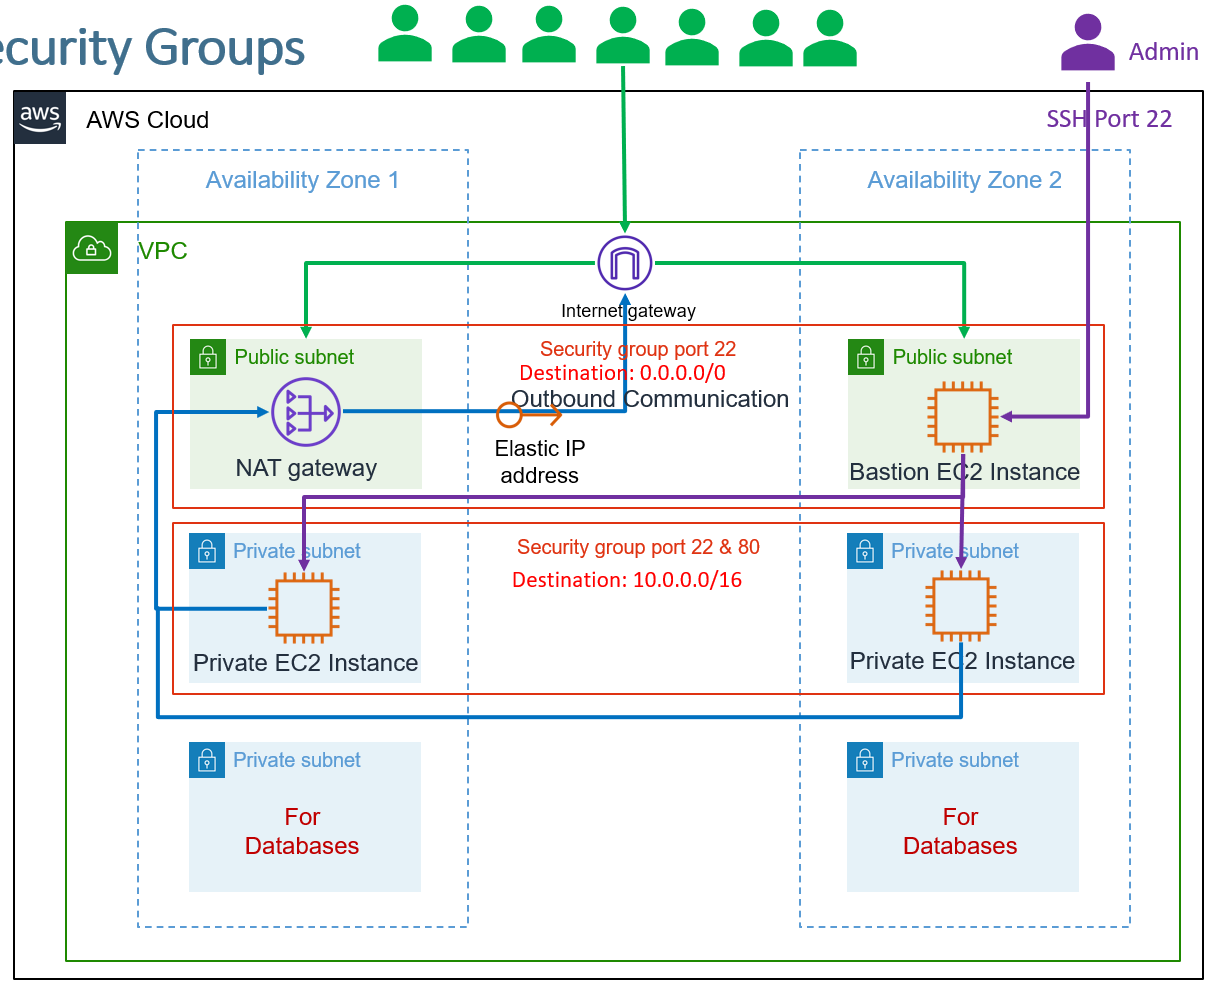 ecurity Groups
Admin
aws
AWS Cloud
SSH Port 22
Availability Zone 1
Availability Zone 2
VPC
Internet gateway
Security group port 22
Destination: 0.0.0.0/0
Public subnet
Public subnet
Outbound Communication
Elastic IP
address
NAT gateway
Bastion EC2 Instance
Security group port 22 & 80
Destination: 10.0.0.0/16
Private subnet
Private subnet
Private EC2 Instance
Private EC2 Instance
Private subnet
Private subnet
For
Databases
For
Databases